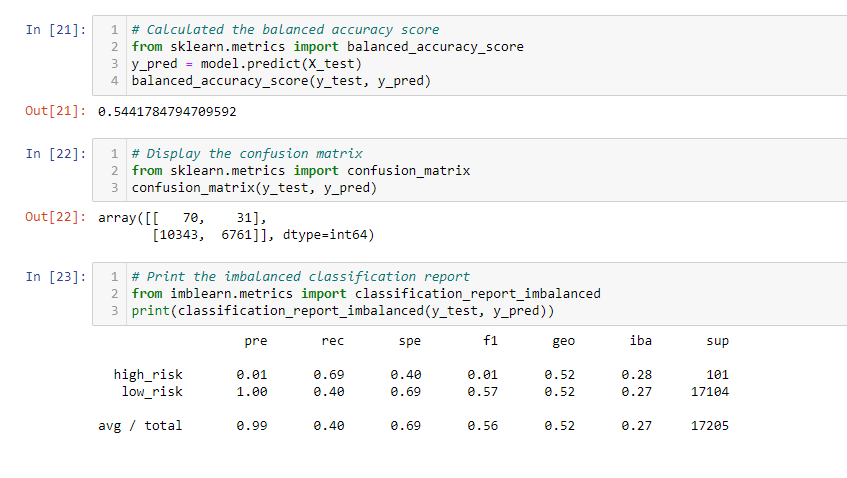 In [21]:
1 # Calculated the balanced accuracy score
2 from sklearn.metrics import balanced_accuracy_score
3 y_pred = model.predict(X_test)
4 balanced_accuracy_score(y_test, y_pred)
Out[21]: 0.5441784794709592
In [22]:
1 # Display the confusion matrix
2 from sklearn.metrics import confusion_matrix
3 confusion_matrix(y_test, y_pred)
Out[22]: array([[   70,    31],
       [10343,  6761]], dtype=int64)
In [23]:
1 # Print the imbalanced classification report
2 from imblearn.metrics import classification_report_imbalanced
3 print(classification_report_imbalanced(y_test, y_pred))
pre rec spe f1 geo iba sup
high_risk 0.01 0.69 0.40 0.01 0.52 0.28 101
low_risk 1.00 0.40 0.69 0.57 0.52 0.27 17104
avg / total 0.99 0.40 0.69 0.56 0.52 0.27 17205